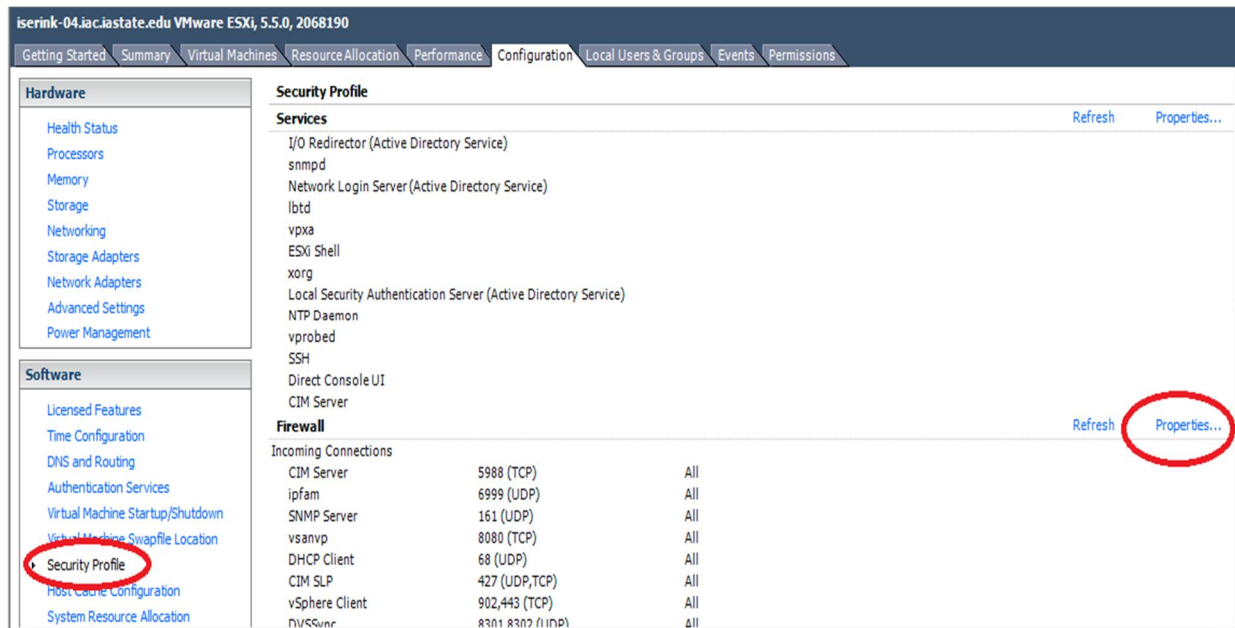 iserink-04.iac.iastate.edu VMware ESXi, 5.5.0, 2068190
Getting Started Summary Virtual Machines Resource Allocation Performance Configuration Local Users & Groups Events Permissions
Hardware
Health Status
Processors
Memory
Storage
Networking
Storage Adapters
Network Adapters
Advanced Settings
Power Management
Software
Licensed Features
Time Configuration
DNS and Routing
Authentication Services
Virtual Machine Startup/Shutdown
Virtual Machine Swapfile Location
Security Profile
Host Cache Configuration
System Resource Allocation
Security Profile
Services Refresh Properties...
I/O Redirector (Active Directory Service)
snmpd
Network Login Server (Active Directory Service)
lbtd
vpxa
ESXi Shell
xorg
Local Security Authentication Server (Active Directory Service)
NTP Daemon
vprobed
SSH
Direct Console UI
CIM Server
Firewall Refresh Properties...
Incoming Connections
CIM Server 5988 (TCP) All
ipfam 6999 (UDP) All
SNMP Server 161 (UDP) All
vsanvp 8080 (TCP) All
DHCP Client 68 (UDP) All
CIM SLP 427 (UDP,TCP) All
vSphere Client 902,443 (TCP) All
DVSSync 8301,8302 (UDP) All